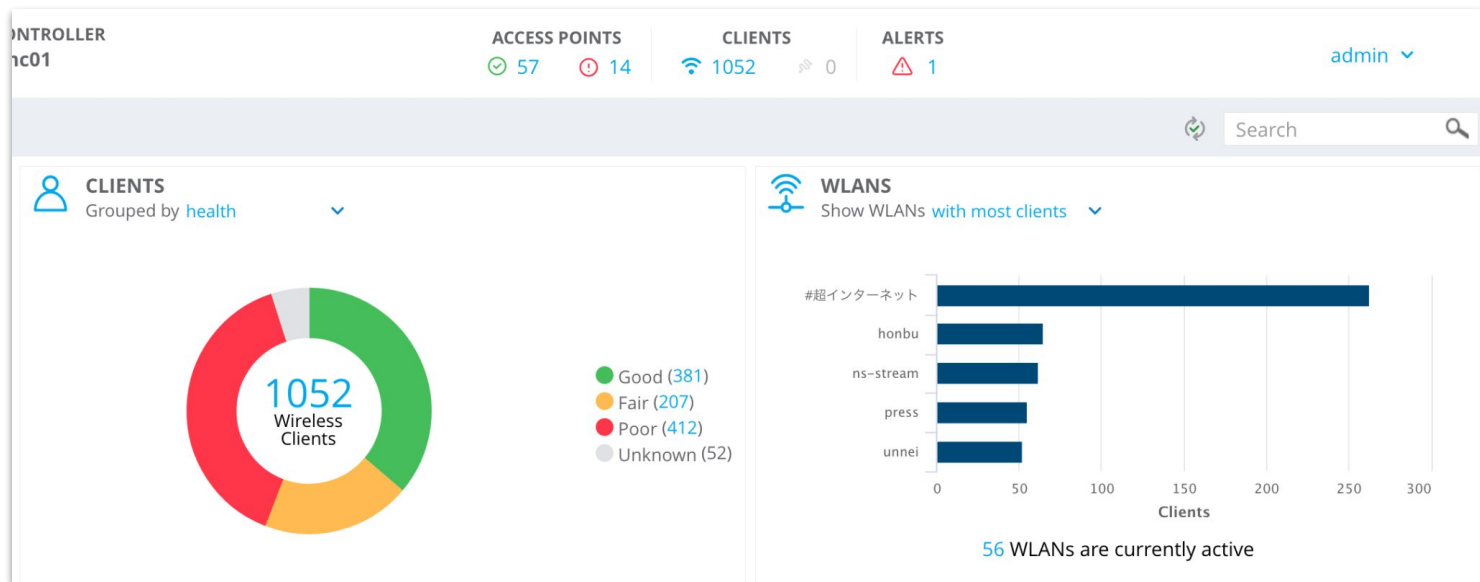 ONTROLLER
nc01
ACCESS POINTS
57 14
CLIENTS
1052 0
ALERTS
1
admin
Search
CLIENTS
Grouped by health
1052
Wireless
Clients
Good (381)
Fair (207)
Poor (412)
Unknown (52)
WLANS
Show WLANs with most clients
#超インターネット
honbu
ns-stream
press
unnei
0 50 100 150 200 250 300
Clients
56 WLANs are currently active